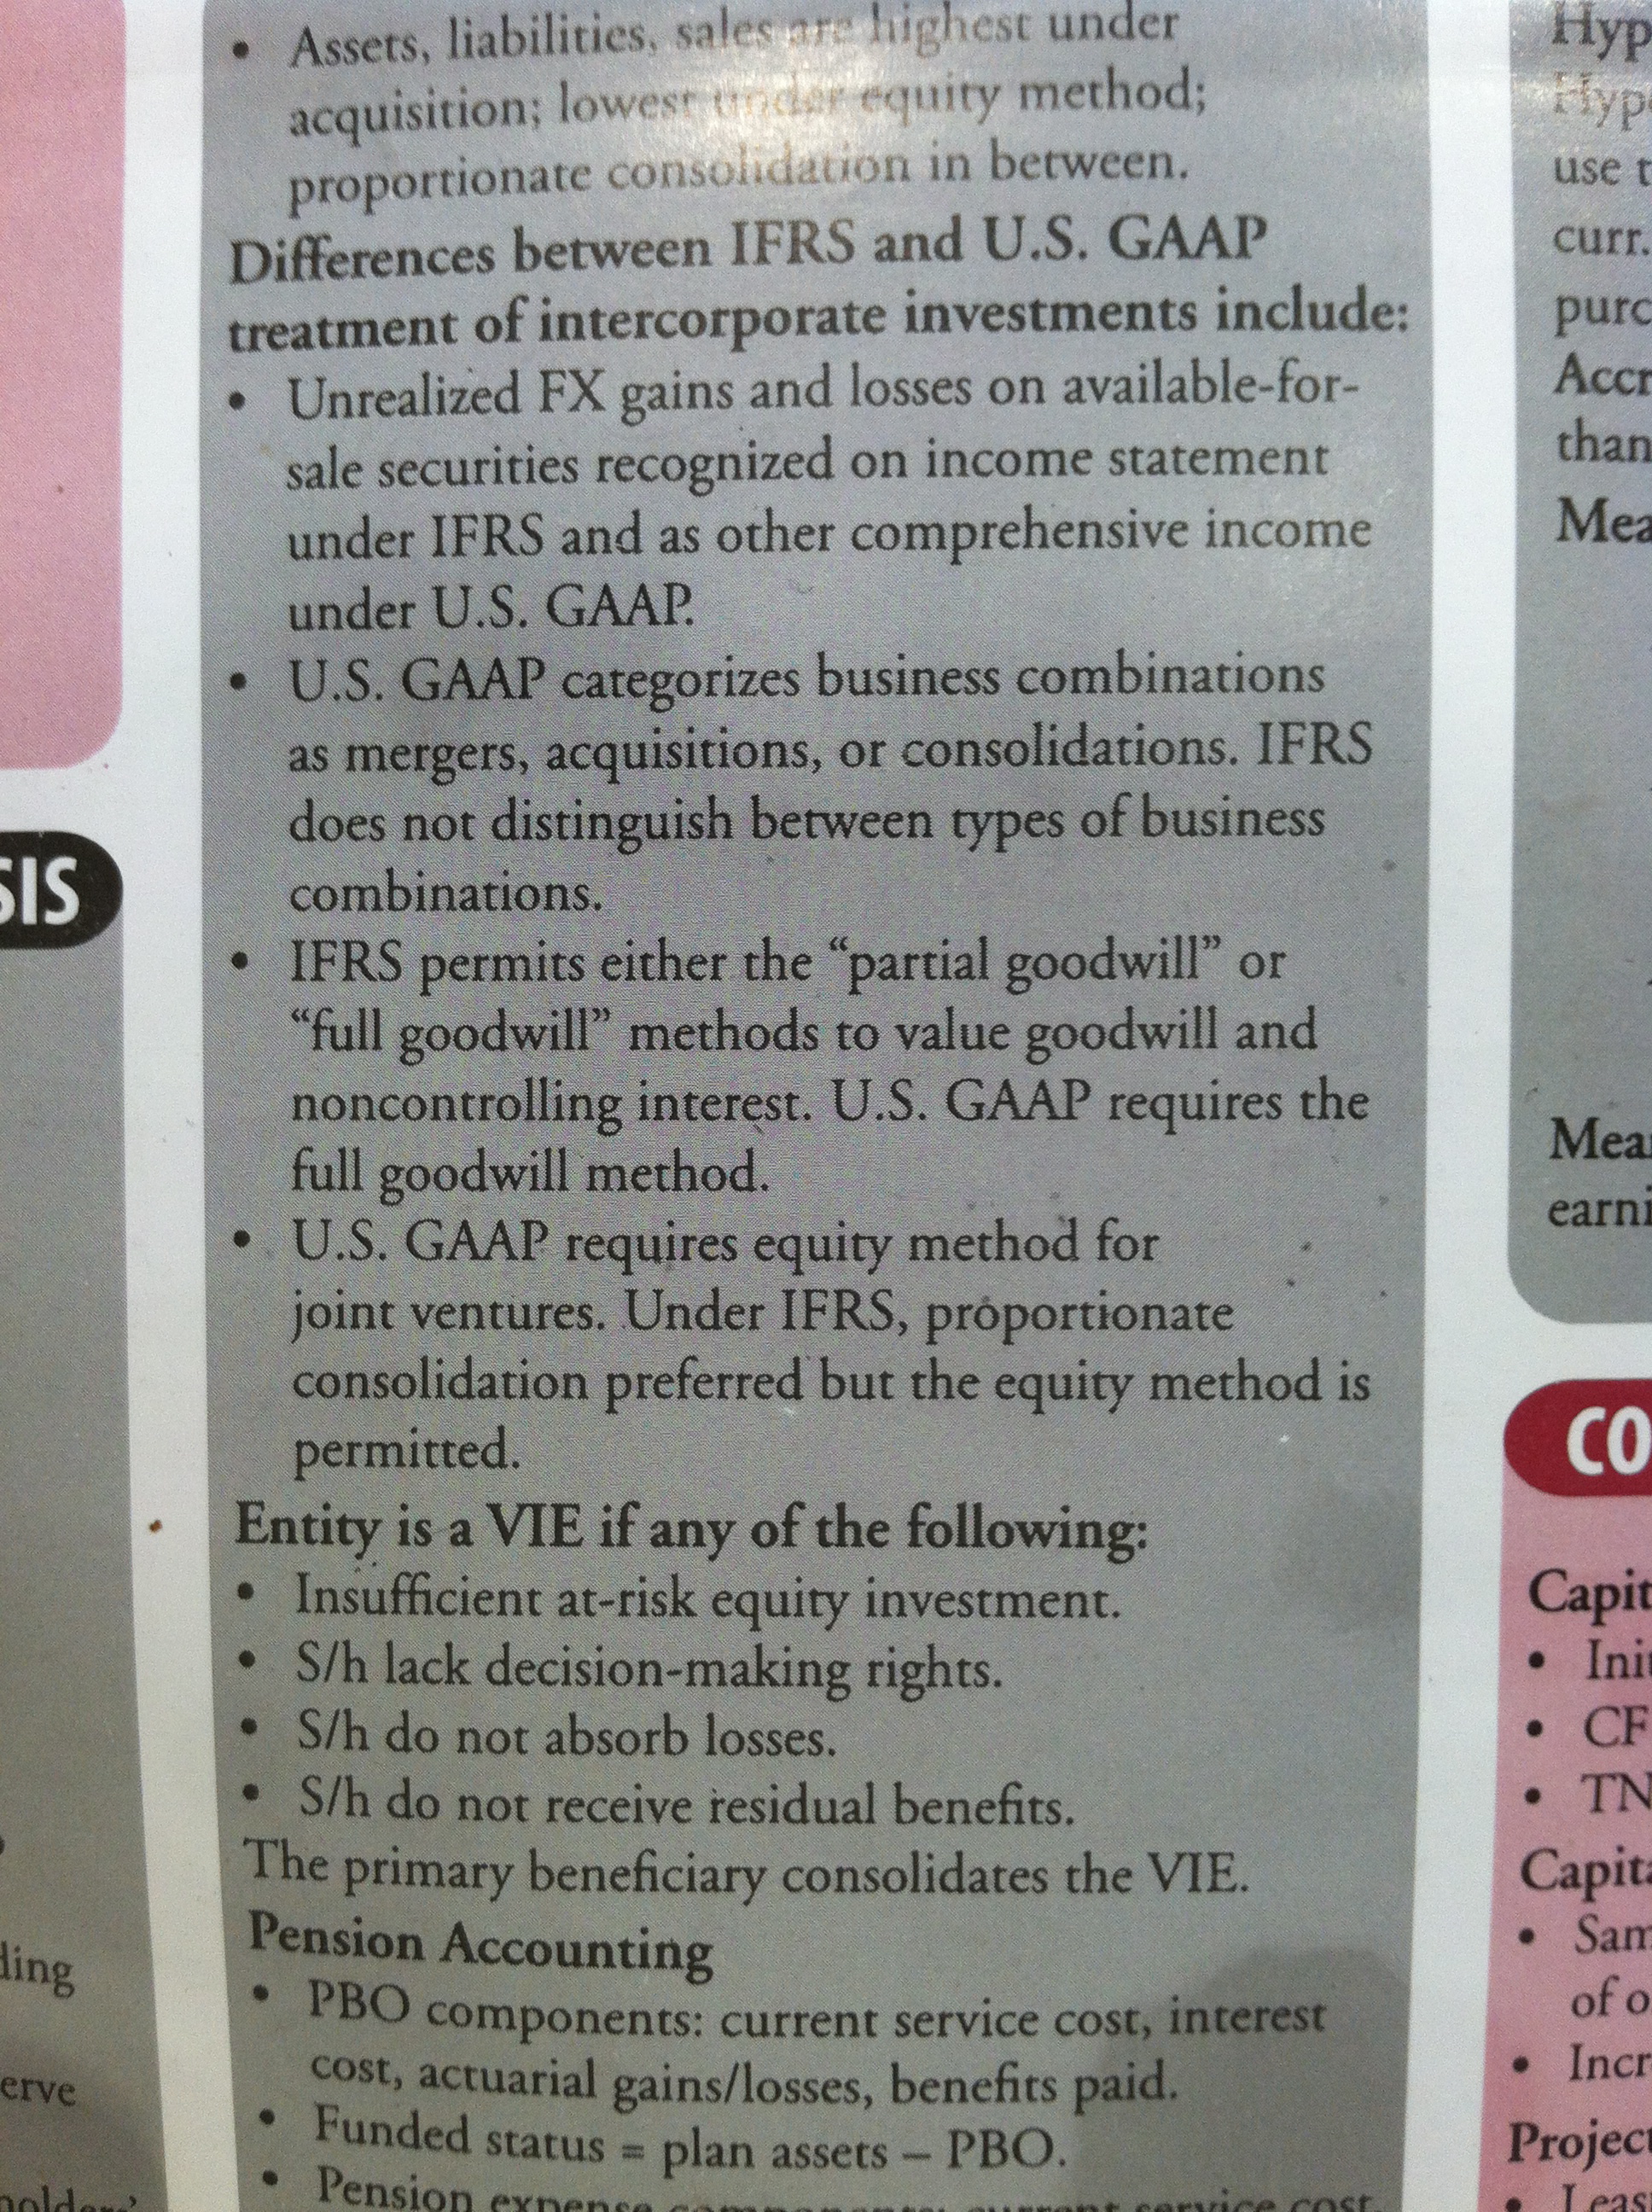 SIS
ding
erve
holders'
• Assets, liabilities, sales are highest under
acquisition; lowest under equity method;
proportionate consolidation in between.
Differences between IFRS and U.S. GAAP
treatment of intercorporate investments include:
• Unrealized FX gains and losses on available-for-
sale securities recognized on income statement
under IFRS and as other comprehensive income
under U.S. GAAP.
• U.S. GAAP categorizes business combinations
as mergers, acquisitions, or consolidations. IFRS
does not distinguish between types of business
combinations.
• IFRS permits either the “partial goodwill” or
“full goodwill” methods to value goodwill and
noncontrolling interest. U.S. GAAP requires the
full goodwill method.
• U.S. GAAP requires equity method for
joint ventures. Under IFRS, proportionate
consolidation preferred but the equity method is
permitted.
Entity is a VIE if any of the following:
• Insufficient at-risk equity investment.
• S/h lack decision-making rights.
• S/h do not absorb losses.
• S/h do not receive residual benefits.
The primary beneficiary consolidates the VIE.
Pension Accounting
• PBO components: current service cost, interest
cost, actuarial gains/losses, benefits paid.
• Funded status = plan assets – PBO.
• Pension expense components: current service cost,
Hyp
Hyp
use t
curr.
purc
Accr
than
Mea
Mea
earni
CO
Capit
• Init
• CF
• TN
Capita
• Sam
of o
• Incr
Project
• Leas